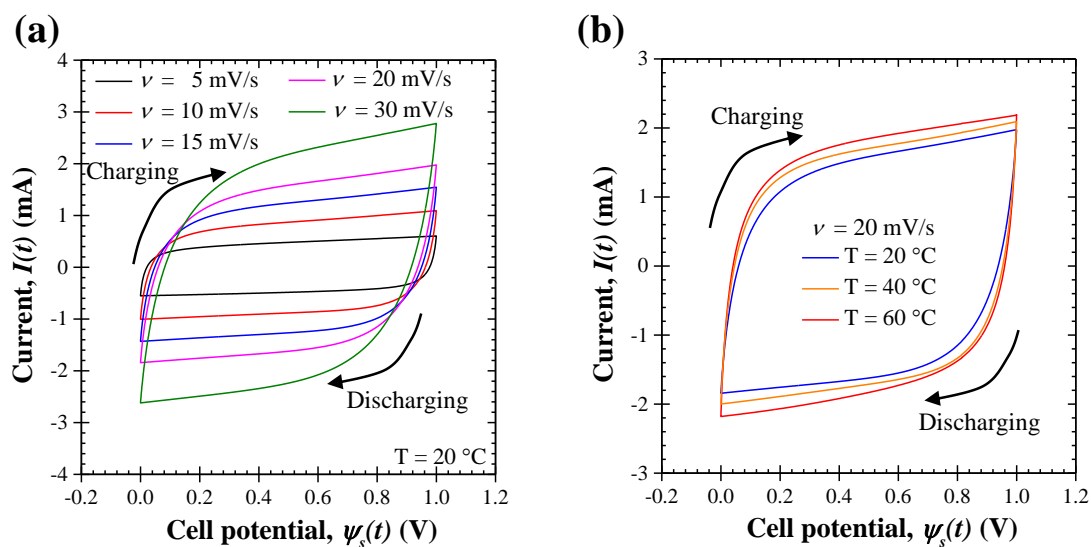 (a)
4
3
2
1
0
-1
-2
-3
-4
Current, I(t) (mA)
ν = 5 mV/s
ν = 10 mV/s
ν = 15 mV/s
ν = 20 mV/s
ν = 30 mV/s
Charging
Discharging
T = 20 °C
-0.2 0.0 0.2 0.4 0.6 0.8 1.0 1.2
Cell potential, ψs(t) (V)
(b)
3
2
1
0
-1
-2
-3
Current, I(t) (mA)
Charging
ν = 20 mV/s
T = 20 °C
T = 40 °C
T = 60 °C
Discharging
-0.2 0.0 0.2 0.4 0.6 0.8 1.0 1.2
Cell potential, ψs(t) (V)